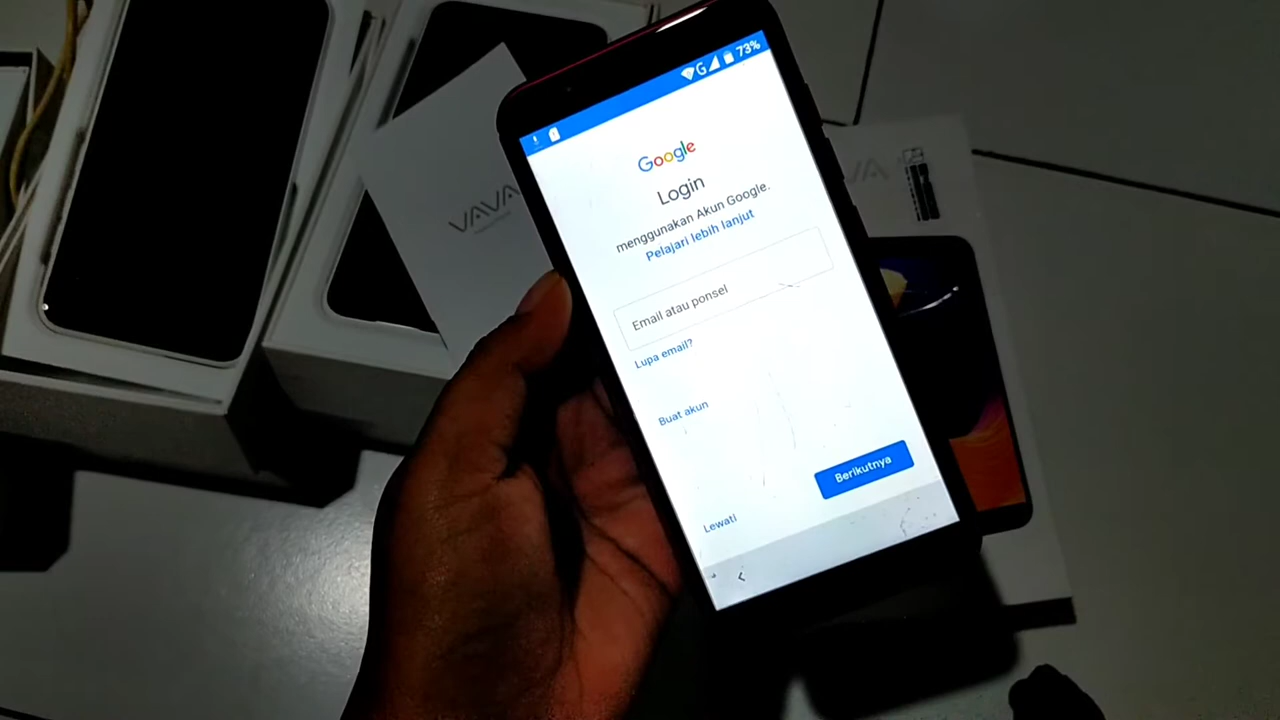 G
73%
Google
Login
menggunakan Akun Google.
Pelajari lebih lanjut
Email atau ponsel
Lupa email?
Buat akun
Berikutnya
Lewati
VAVA
VA